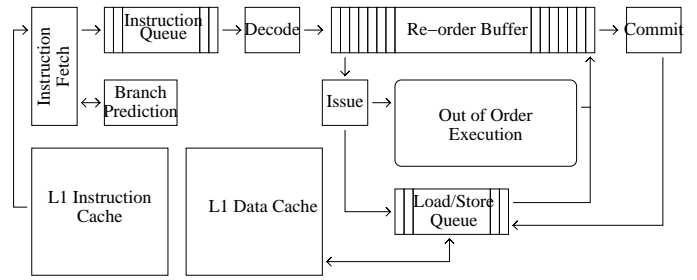 Instruction
Fetch
Instruction
Queue
Decode
Re-order Buffer
Commit
Branch
Prediction
Issue
Out of Order
Execution
L1 Instruction
Cache
L1 Data Cache
Load/Store
Queue